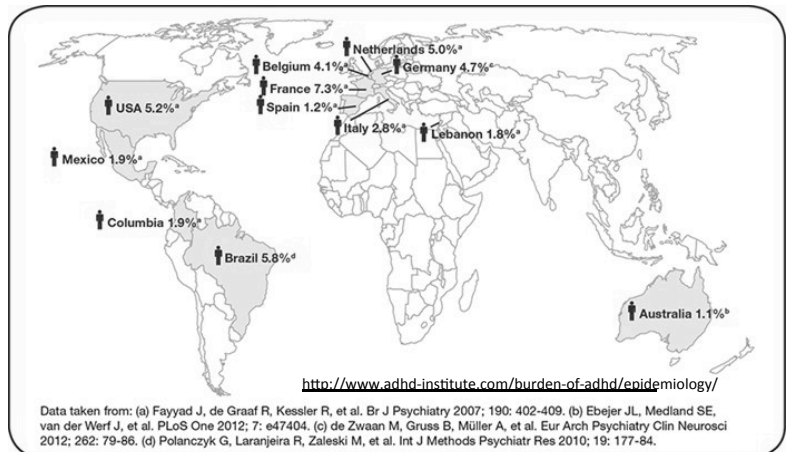 Netherlands 5.0%ᵃ
Belgium 4.1%ᵃ
Germany 4.7%ᶜ
France 7.3%ᵃ
USA 5.2%ᵃ
Spain 1.2%ᵃ
Italy 2.8%ᵃ
Lebanon 1.8%ᵃ
Mexico 1.9%ᵃ
Columbia 1.9%ᵃ
Brazil 5.8%ᵈ
Australia 1.1%ᵇ
http://www.adhd-institute.com/burden-of-adhd/epidemiology/
Data taken from: (a) Fayyad J, de Graaf R, Kessler R, et al. Br J Psychiatry 2007; 190: 402-409. (b) Ebejer JL, Medland SE,
van der Werf J, et al. PLoS One 2012; 7: e47404. (c) de Zwaan M, Gruss B, Müller A, et al. Eur Arch Psychiatry Clin Neurosci
2012; 262: 79-86. (d) Polanczyk G, Laranjeira R, Zaleski M, et al. Int J Methods Psychiatr Res 2010; 19: 177-84.